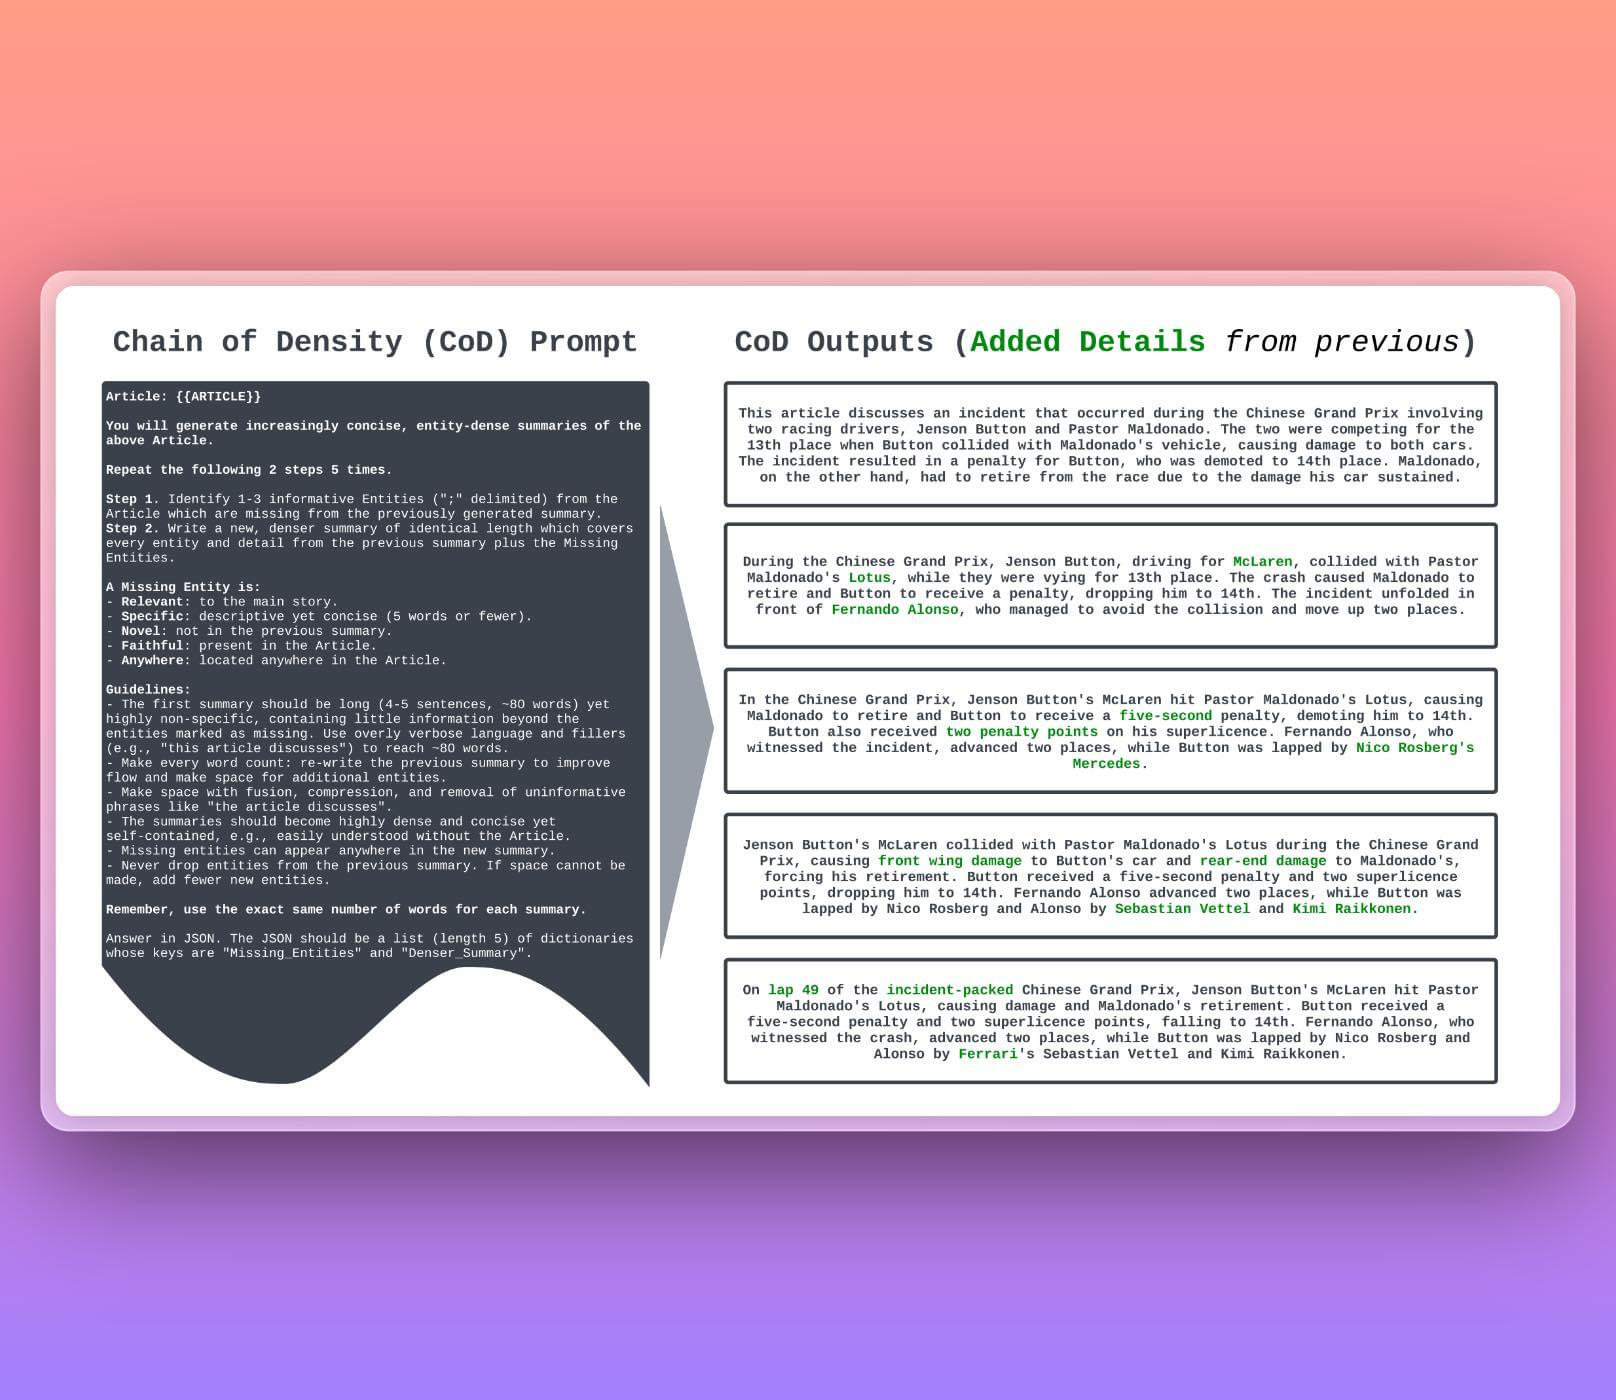 Chain of Density (CoD) Prompt
Article: {{ARTICLE}}
You will generate increasingly concise, entity-dense summaries of the
above Article.
Repeat the following 2 steps 5 times.
Step 1. Identify 1-3 informative Entities (";" delimited) from the
Article which are missing from the previously generated summary.
Step 2. Write a new, denser summary of identical length which covers
every entity and detail from the previous summary plus the Missing
Entities.
A Missing Entity is:
- Relevant: to the main story.
- Specific: descriptive yet concise (5 words or fewer).
- Novel: not in the previous summary.
- Faithful: present in the Article.
- Anywhere: located anywhere in the Article.
Guidelines:
- The first summary should be long (4-5 sentences, ~80 words) yet
highly non-specific, containing little information beyond the
entities marked as missing. Use overly verbose language and fillers
(e.g., "this article discusses") to reach ~80 words.
- Make every word count: re-write the previous summary to improve
flow and make space for additional entities.
- Make space with fusion, compression, and removal of uninformative
phrases like "the article discusses".
- The summaries should become highly dense and concise yet
self-contained, e.g., easily understood without the Article.
- Missing entities can appear anywhere in the new summary.
- Never drop entities from the previous summary. If space cannot be
made, add fewer new entities.
Remember, use the exact same number of words for each summary.
Answer in JSON. The JSON should be a list (length 5) of dictionaries
whose keys are "Missing_Entities" and "Denser_Summary".
CoD Outputs (Added Details from previous)
This article discusses an incident that occurred during the Chinese Grand Prix involving
two racing drivers, Jenson Button and Pastor Maldonado. The two were competing for the
13th place when Button collided with Maldonado's vehicle, causing damage to both cars.
The incident resulted in a penalty for Button, who was demoted to 14th place. Maldonado,
on the other hand, had to retire from the race due to the damage his car sustained.
During the Chinese Grand Prix, Jenson Button, driving for McLaren, collided with Pastor
Maldonado's Lotus, while they were vying for 13th place. The crash caused Maldonado to
retire and Button to receive a penalty, dropping him to 14th. The incident unfolded in
front of Fernando Alonso, who managed to avoid the collision and move up two places.
In the Chinese Grand Prix, Jenson Button's McLaren hit Pastor Maldonado's Lotus, causing
Maldonado to retire and Button to receive a five-second penalty, demoting him to 14th.
Button also received two penalty points on his superlicence. Fernando Alonso, who
witnessed the incident, advanced two places, while Button was lapped by Nico Rosberg's
Mercedes.
Jenson Button's McLaren collided with Pastor Maldonado's Lotus during the Chinese Grand
Prix, causing front wing damage to Button's car and rear-end damage to Maldonado's,
forcing his retirement. Button received a five-second penalty and two superlicence
points, dropping him to 14th. Fernando Alonso advanced two places, while Button was
lapped by Nico Rosberg and Alonso by Sebastian Vettel and Kimi Raikkonen.
On lap 49 of the incident-packed Chinese Grand Prix, Jenson Button's McLaren hit Pastor
Maldonado's Lotus, causing damage and Maldonado's retirement. Button received a
five-second penalty and two superlicence points, falling to 14th. Fernando Alonso, who
witnessed the crash, advanced two places, while Button was lapped by Nico Rosberg and
Alonso by Ferrari's Sebastian Vettel and Kimi Raikkonen.